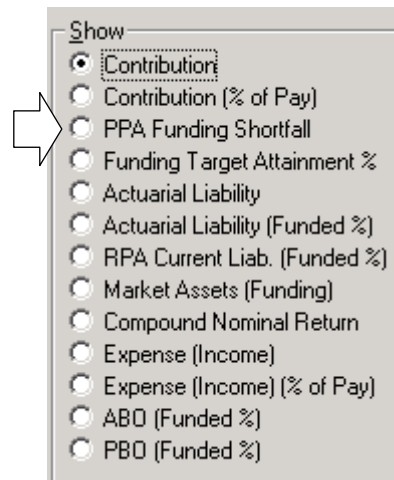 Show
Contribution
Contribution (% of Pay)
PPA Funding Shortfall
Funding Target Attainment %
Actuarial Liability
Actuarial Liability (Funded %)
RPA Current Liab. (Funded %)
Market Assets (Funding)
Compound Nominal Return
Expense (Income)
Expense (Income) (% of Pay)
ABO (Funded %)
PBO (Funded %)